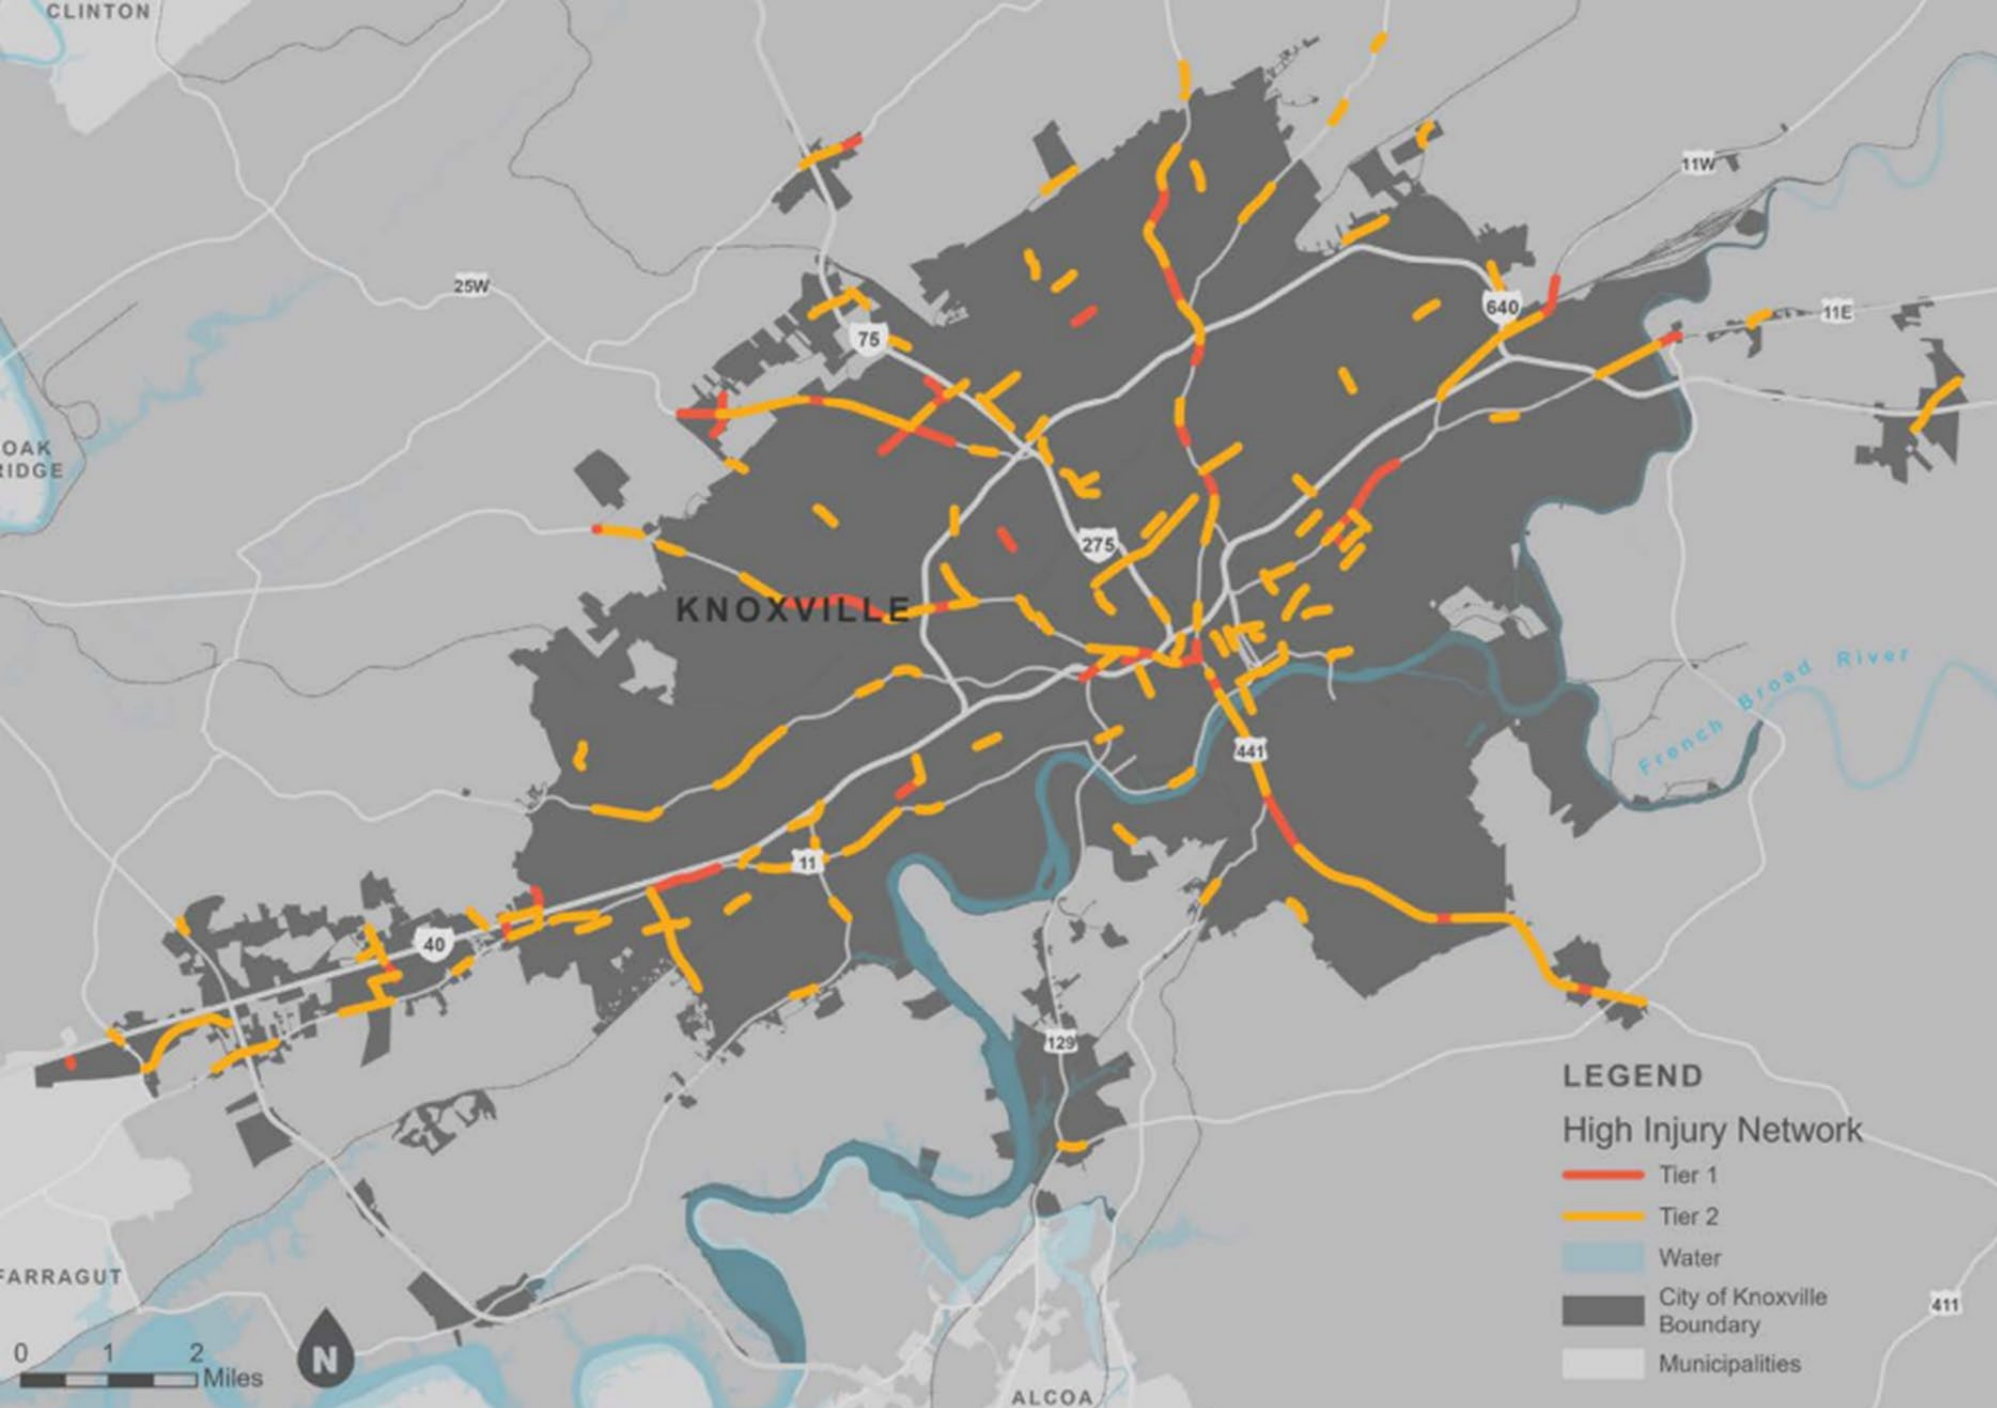 CLINTON
11W
25W
640
11E
75
OAK
RIDGE
275
KNOXVILLE
French Broad River
441
11
40
129
LEGEND
High Injury Network
Tier 1
Tier 2
Water
City of Knoxville
Boundary
Municipalities
FARRAGUT
411
0 1 2
Miles
N
ALCOA